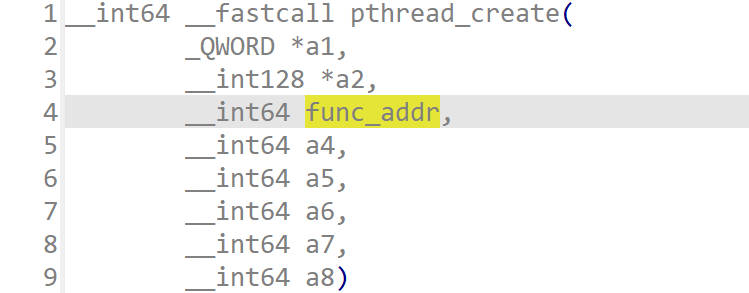 1 __int64 __fastcall pthread_create(
2 _QWORD *a1,
3 __int128 *a2,
4 __int64 func_addr,
5 __int64 a4,
6 __int64 a5,
7 __int64 a6,
8 __int64 a7,
9 __int64 a8)